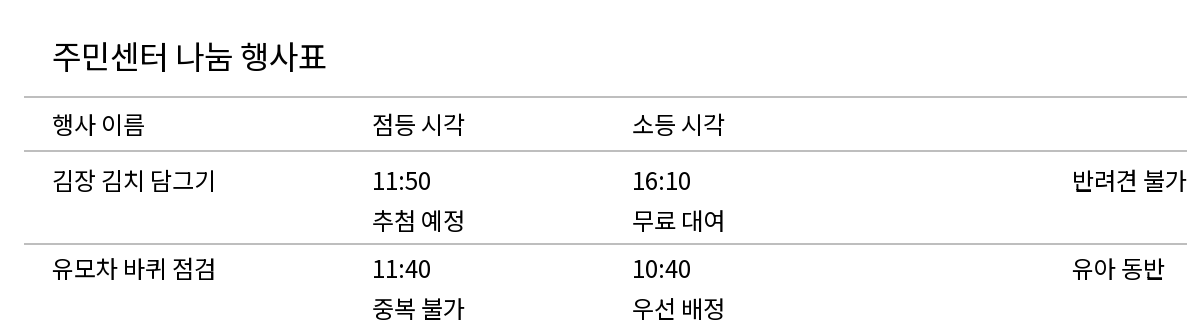 주민센터 나눔 행사표
행사 이름 점등 시각 소등 시각
김장 김치 담그기 11:50 16:10 반려견 불가
추첨 예정 무료 대여
유모차 바퀴 점검 11:40 10:40 유아 동반
중복 불가 우선 배정